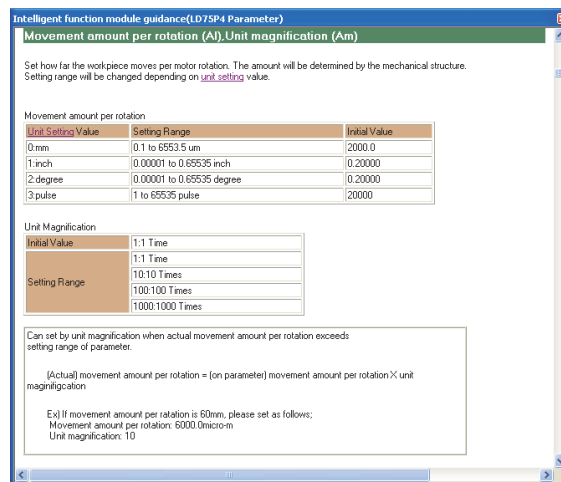 Intelligent function module guidance(LD75P4 Parameter)
Movement amount per rotation (Al),Unit magnification (Am)
Set how far the workpiece moves per motor rotation. The amount will be determined by the mechanical structure.
Setting range will be changed depending on unit setting value.
Movement amount per rotation
Unit Setting Value Setting Range Initial Value
0:mm 0.1 to 6553.5 um 2000.0
1:inch 0.00001 to 0.65535 inch 0.20000
2:degree 0.00001 to 0.65535 degree 0.20000
3:pulse 1 to 65535 pulse 20000
Unit Magnification
Initial Value 1:1 Time
Setting Range 1:1 Time
10:10 Times
100:100 Times
1000:1000 Times
Can set by unit magnification when actual movement amount per rotation exceeds
setting range of parameter.
(Actual) movement amount per rotation = (on parameter) movement amount per rotation X unit
maginifigcation
Ex) If movement amount per ratation is 60mm, please set as follows;
Movement amount per rotation: 6000.0micro-m
Unit magnification: 10